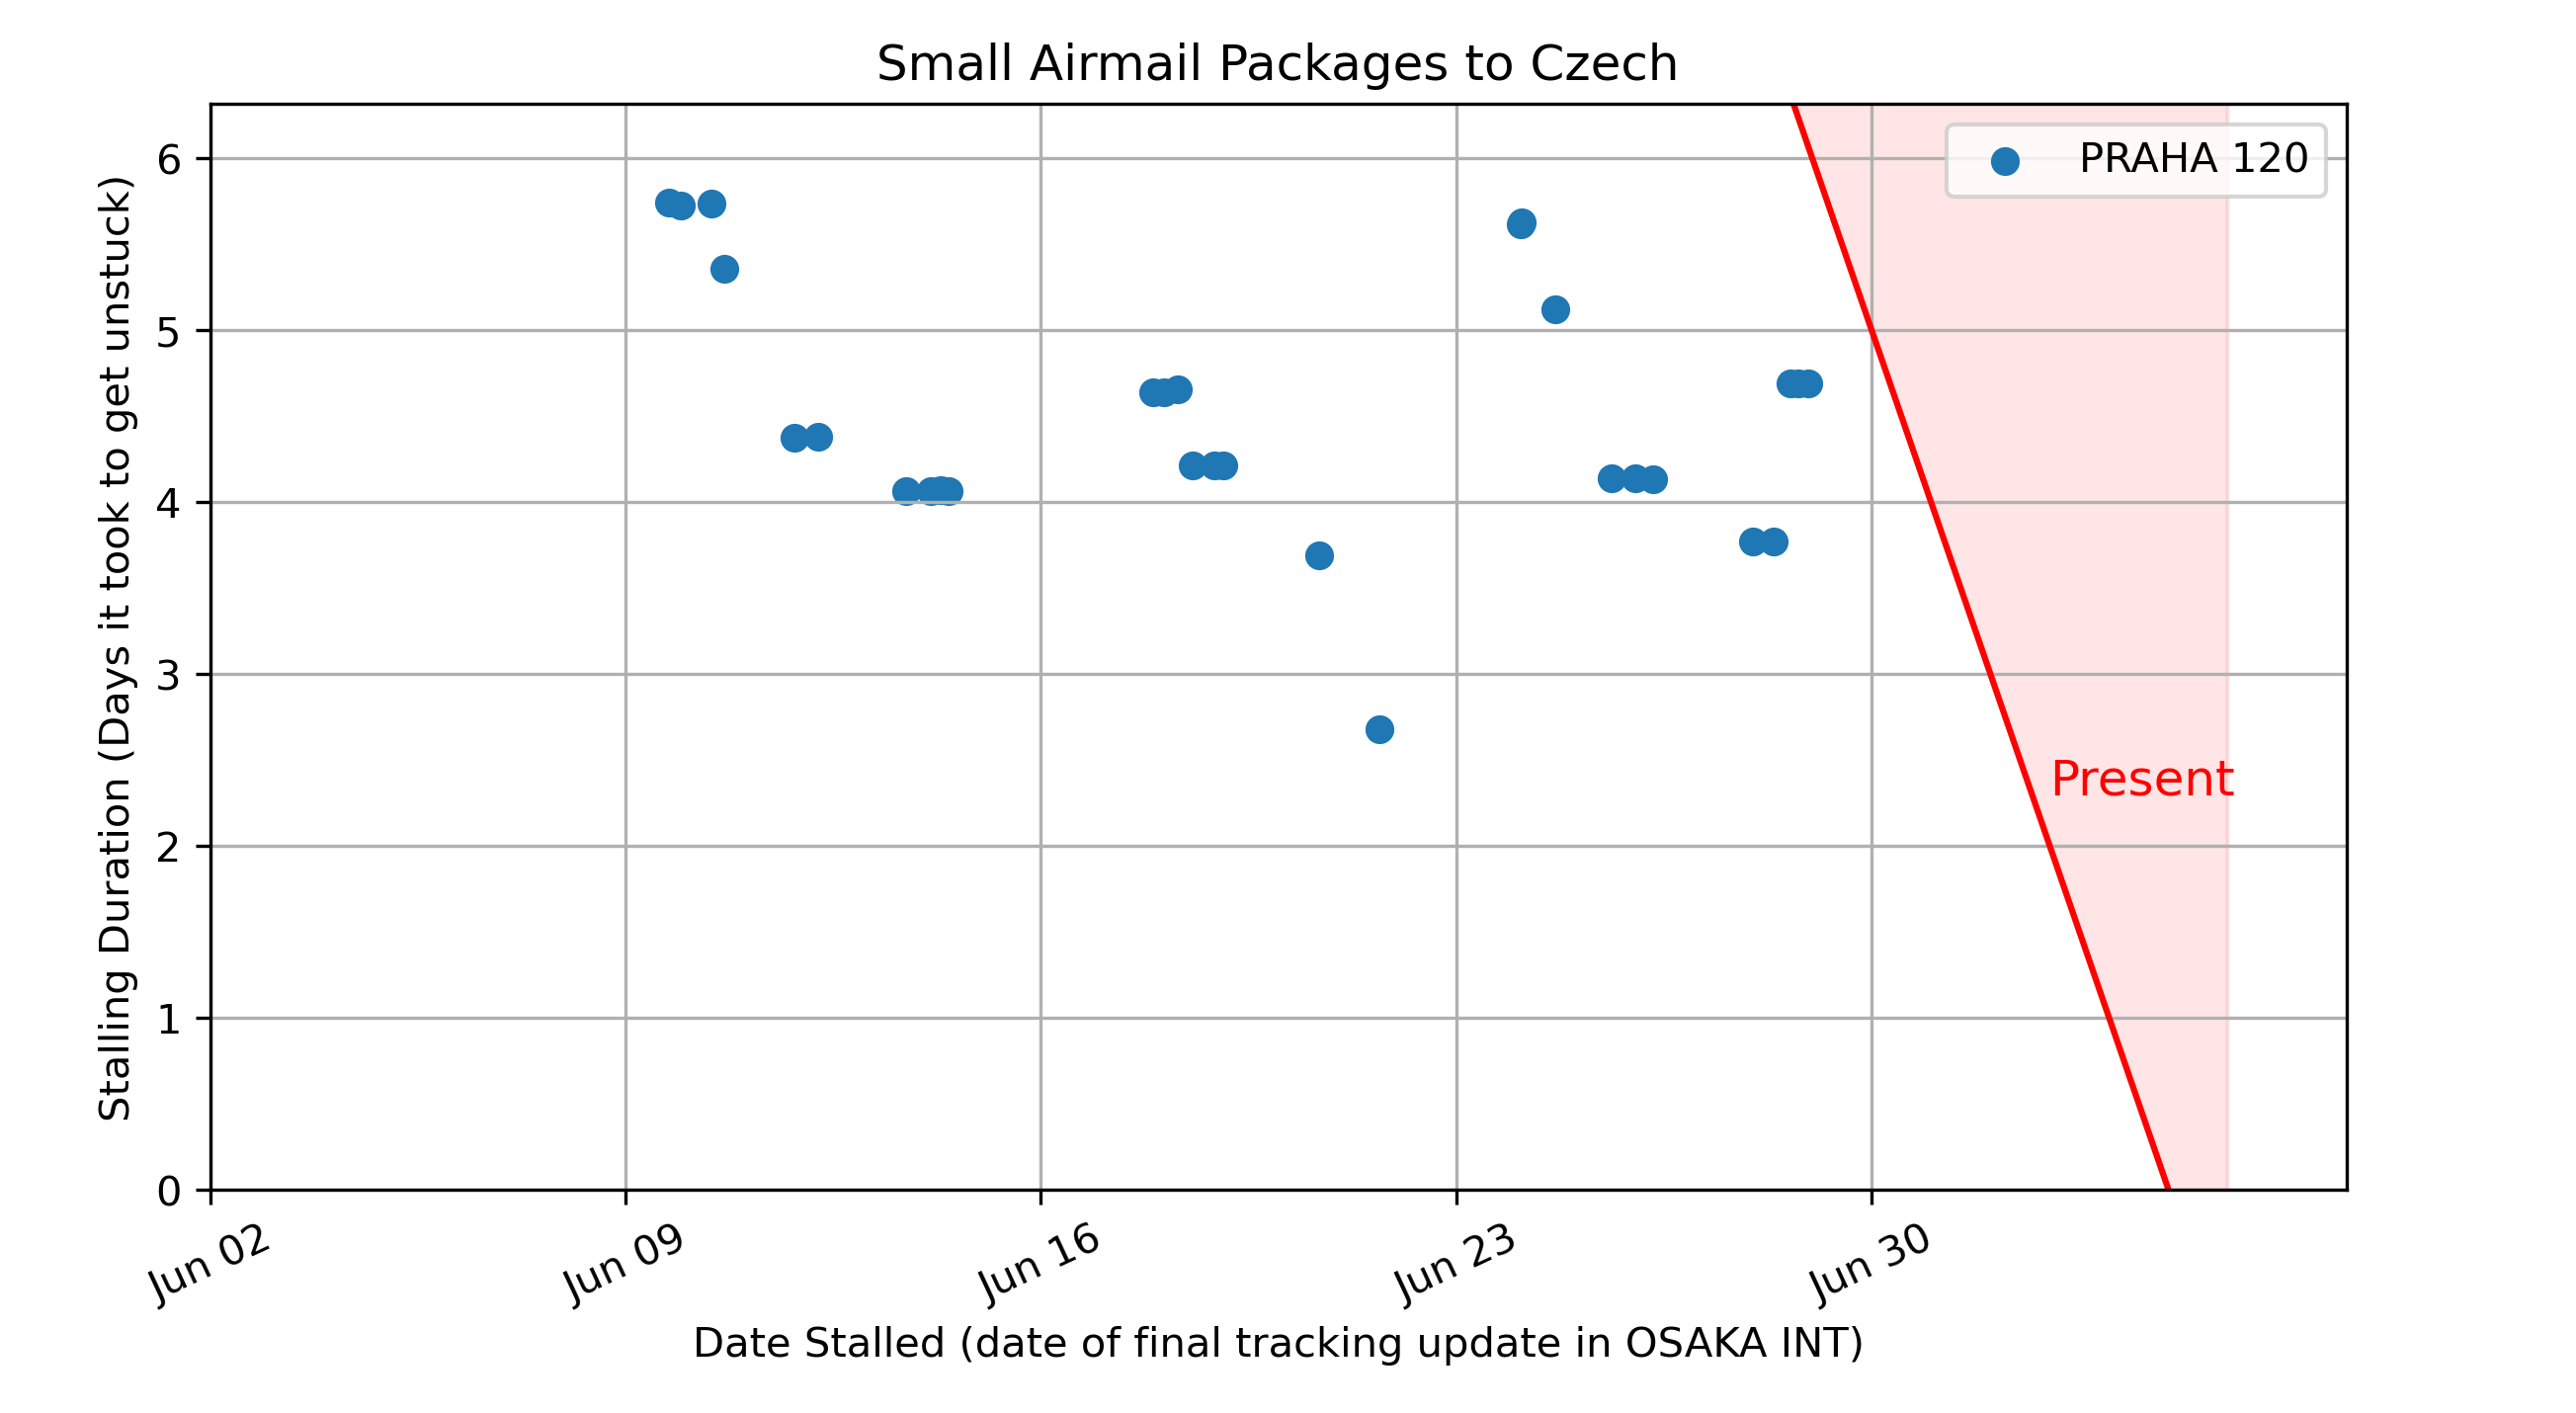 Small Airmail Packages to Czech
PRAHA 120
Present
Stalling Duration (Days it took to get unstuck)
6
5
4
3
2
1
0
Jun 02
Jun 09
Jun 16
Jun 23
Jun 30
Date Stalled (date of final tracking update in OSAKA INT)